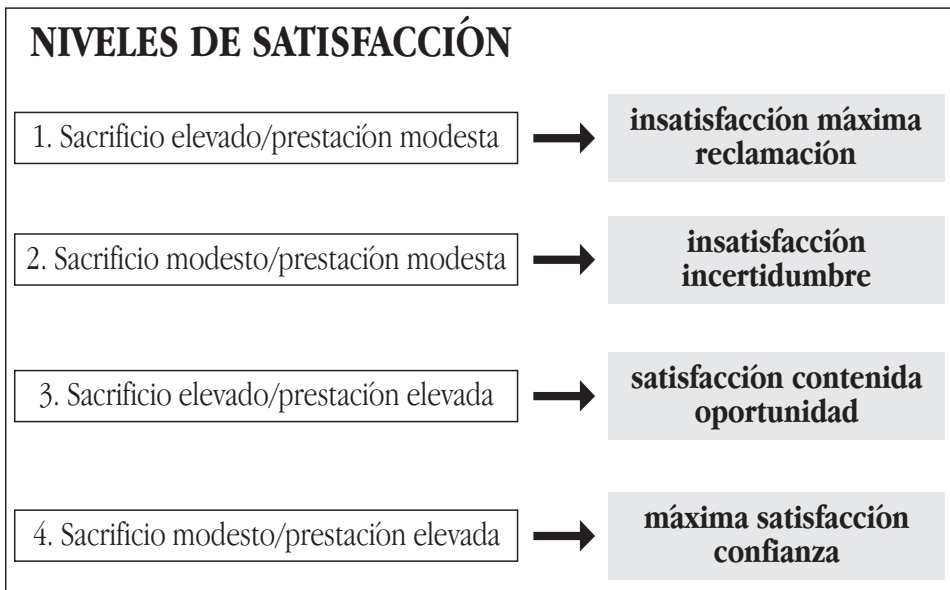 NIVELES DE SATISFACCIÓN
1. Sacrificio elevado/prestación modesta
insatisfacción máxima
reclamación
2. Sacrificio modesto/prestación modesta
insatisfacción
incertidumbre
3. Sacrificio elevado/prestación elevada
satisfacción contenida
oportunidad
4. Sacrificio modesto/prestación elevada
máxima satisfacción
confianza